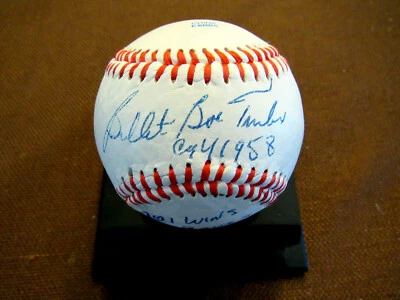 Bullet Bob Turley
Cy Y 1958
101 WINS